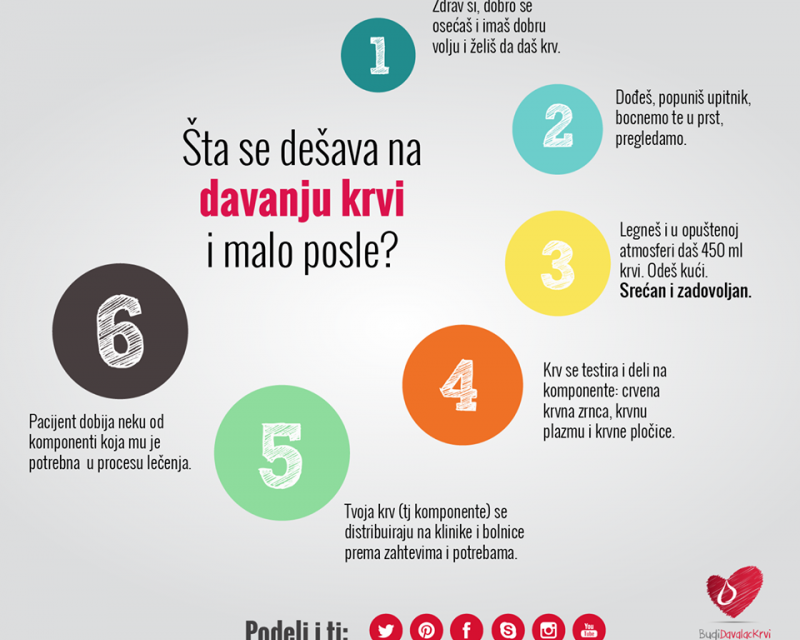 Zdrav si, dobro se
osećaš i imaš dobru
volju i želiš da daš krv.
1
2
Dođeš, popuniš upitnik,
bocnemo te u prst,
pregledamo.
Šta se dešava na
davanju krvi
i malo posle?
3
Legneš i u opuštenoj
atmosferi daš 450 ml
krvi. Odeš kući.
Srećan i zadovoljan.
4
Krv se testira i deli na
komponente: crvena
krvna zrnca, krvnu
plazmu i krvne pločice.
5
Tvoja krv (tj komponente) se
distribuiraju na klinike i bolnice
prema zahtevima i potrebama.
6
Pacijent dobija neku od
komponenti koja mu je
potrebna u procesu lečenja.
Podeli i ti:
You
Tube
BudiDavalacKrvi